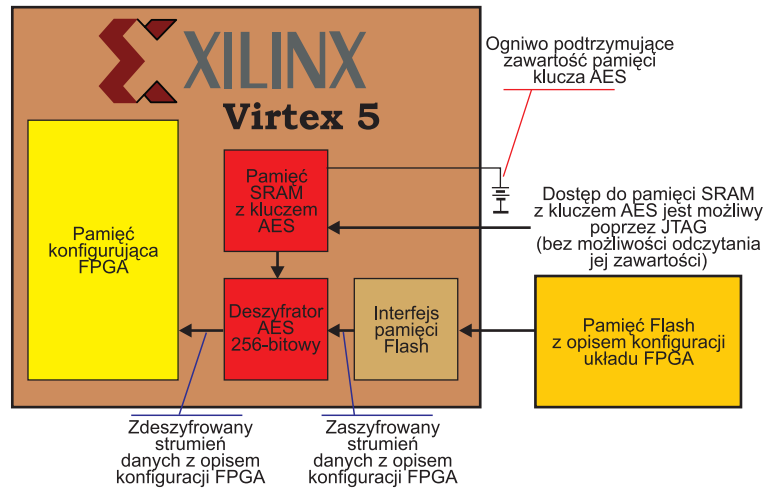 XILINX
Virtex 5
Ogniwo podtrzymujące
zawartość pamięci
klucza AES
Pamięć
SRAM
z kluczem
AES
Dostęp do pamięci SRAM
z kluczem AES jest możliwy
poprzez JTAG
(bez możliwości odczytania
jej zawartości)
Pamięć
konfigurująca
FPGA
Deszyfrator
AES
256-bitowy
Interfejs
pamięci
Flash
Pamięć Flash
z opisem konfiguracji
układu FPGA
Zdeszyfrowany
strumień
danych z opisem
konfiguracji FPGA
Zaszyfrowany
strumień
danych z opisem
konfiguracji FPGA